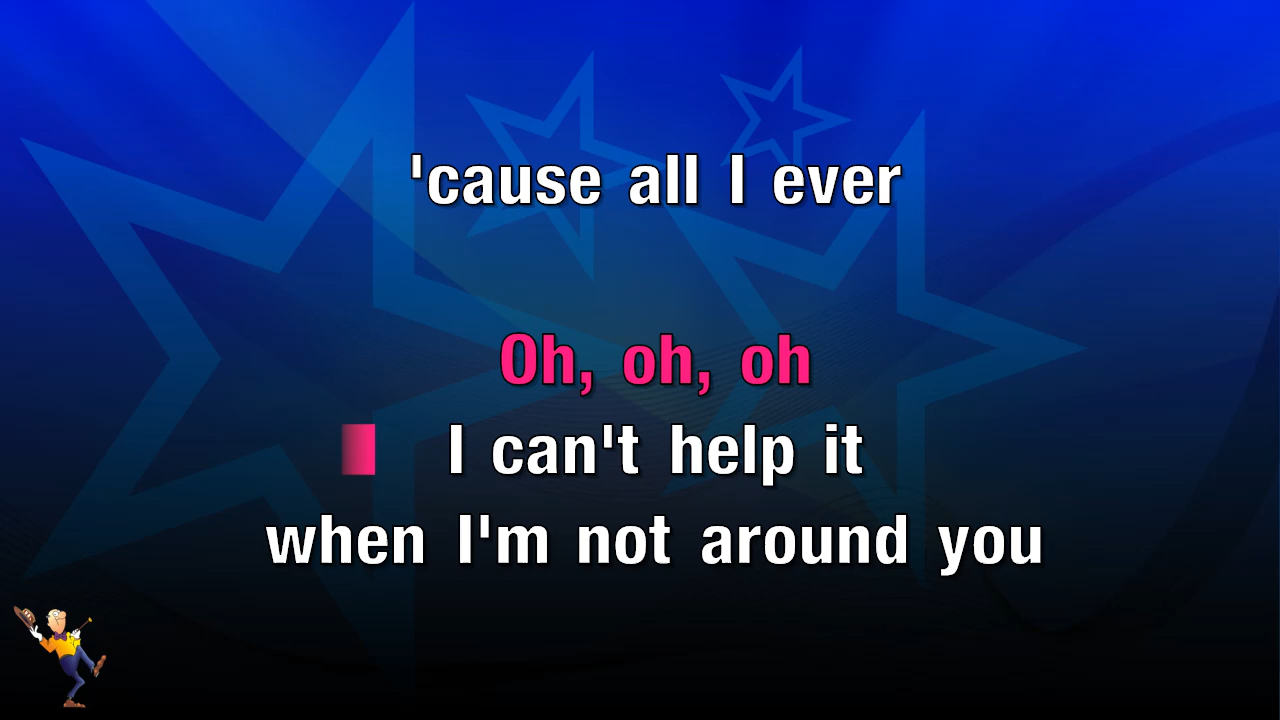 'cause all I ever
Oh, oh, oh
I can't help it
when I'm not around you